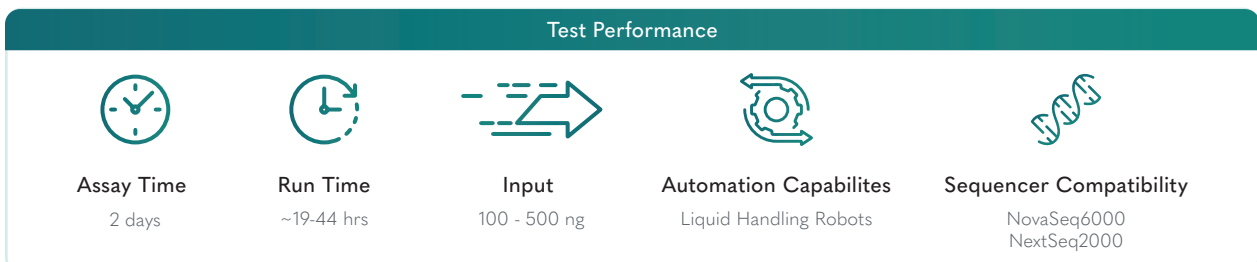 Test Performance
Assay Time
2 days
Run Time
~19-44 hrs
Input
100 - 500 ng
Automation Capabilites
Liquid Handling Robots
Sequencer Compatibility
NovaSeq6000
NextSeq2000